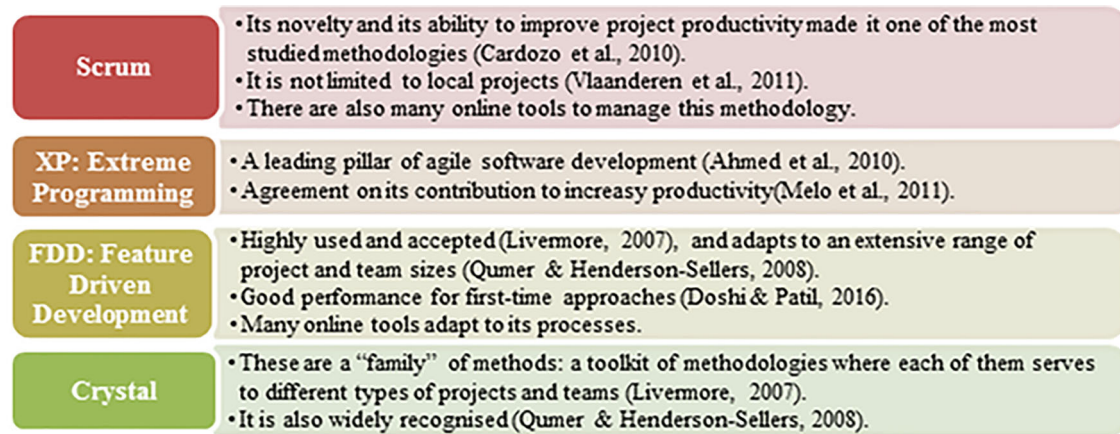 Scrum
• Its novelty and its ability to improve project productivity made it one of the most
studied methodologies (Cardozo et al., 2010).
• It is not limited to local projects (Vlaanderen et al., 2011).
• There are also many online tools to manage this methodology.
XP: Extreme
Programming
• A leading pillar of agile software development (Ahmed et al., 2010).
• Agreement on its contribution to increasy productivity(Melo et al., 2011).
FDD: Feature
Driven
Development
• Highly used and accepted (Livermore, 2007), and adapts to an extensive range of
project and team sizes (Qumer & Henderson-Sellers, 2008).
• Good performance for first-time approaches (Doshi & Patil, 2016).
• Many online tools adapt to its processes.
Crystal
• These are a “family” of methods: a toolkit of methodologies where each of them serves
to different types of projects and teams (Livermore, 2007).
• It is also widely recognised (Qumer & Henderson-Sellers, 2008).